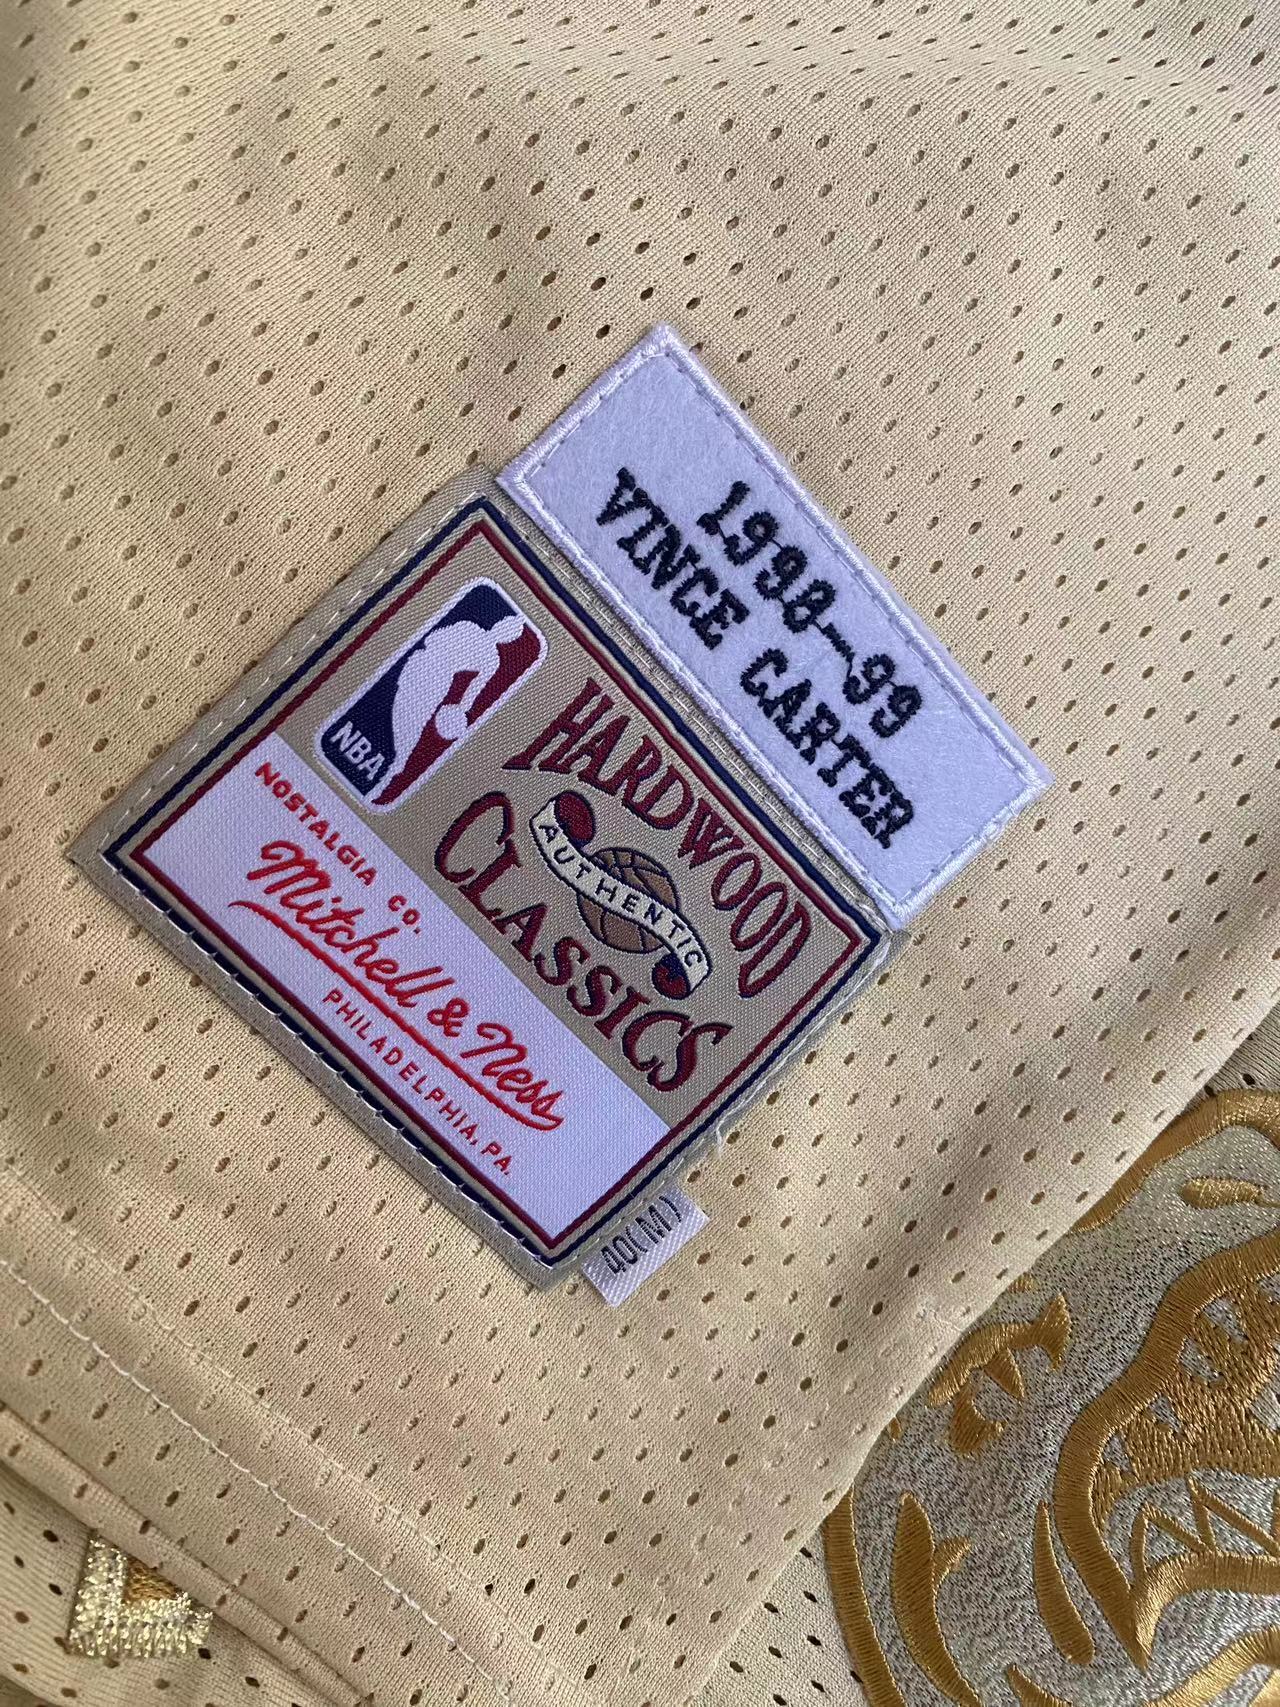 1998—99
VINCE CARTER
NBA
HARDWOOD
AUTHENTIC
CLASSICS
NOSTALGIA CO.
Mitchell & Ness
PHILADELPHIA, PA.
40(M)